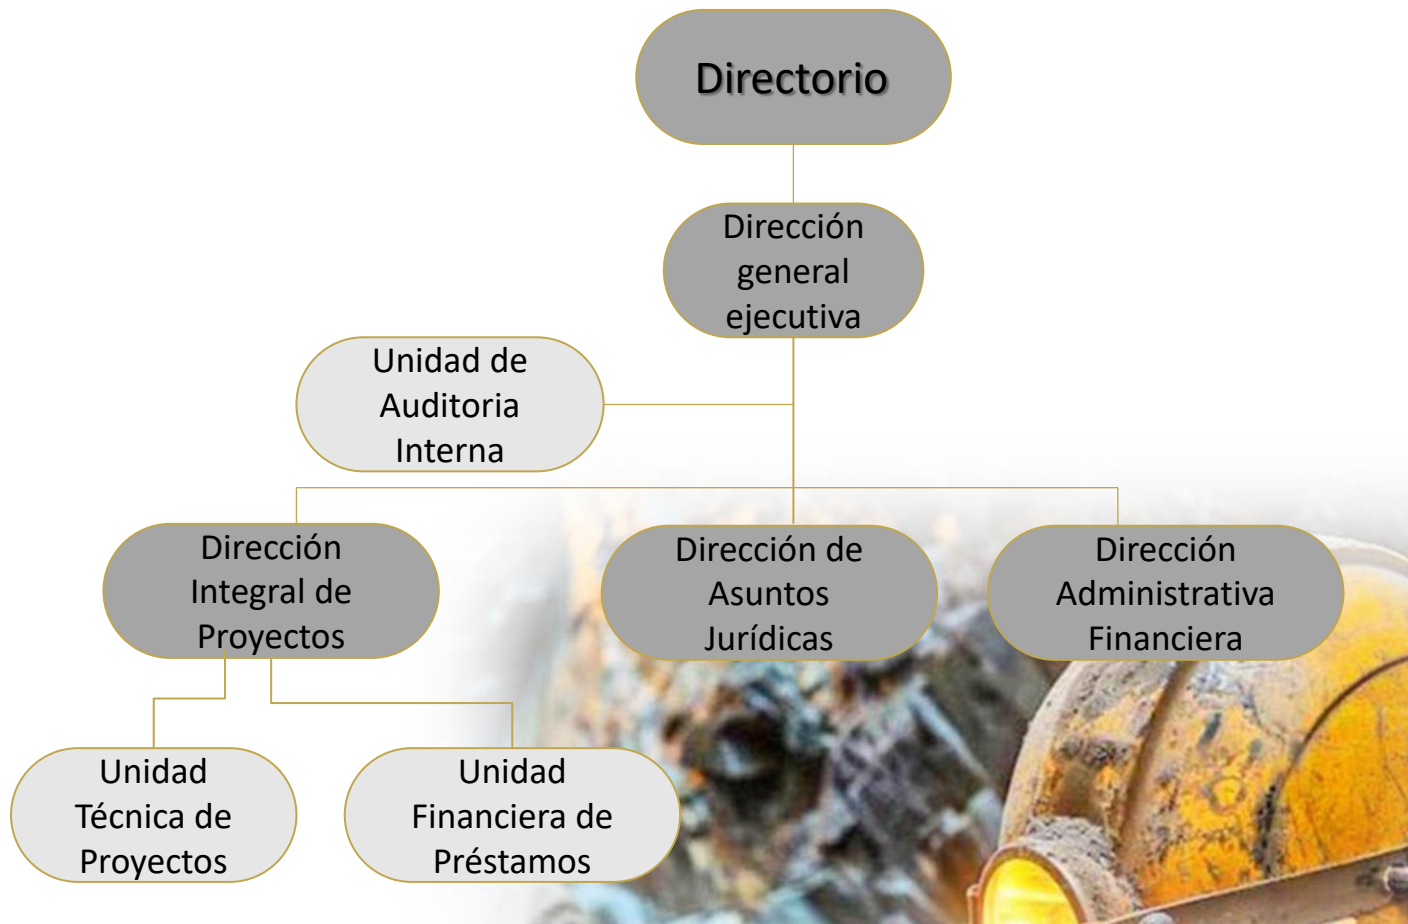 Directorio
Dirección
general
ejecutiva
Unidad de
Auditoria
Interna
Dirección
Integral de
Proyectos
Dirección de
Asuntos
Jurídicas
Dirección
Administrativa
Financiera
Unidad
Técnica de
Proyectos
Unidad
Financiera de
Préstamos